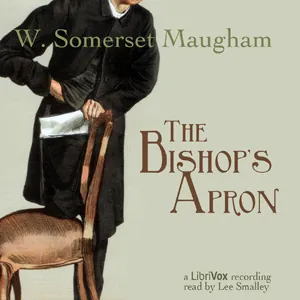 W. Somerset Maugham
THE
BISHOP'S
APRON
a LibriVox recording
read by Lee Smalley